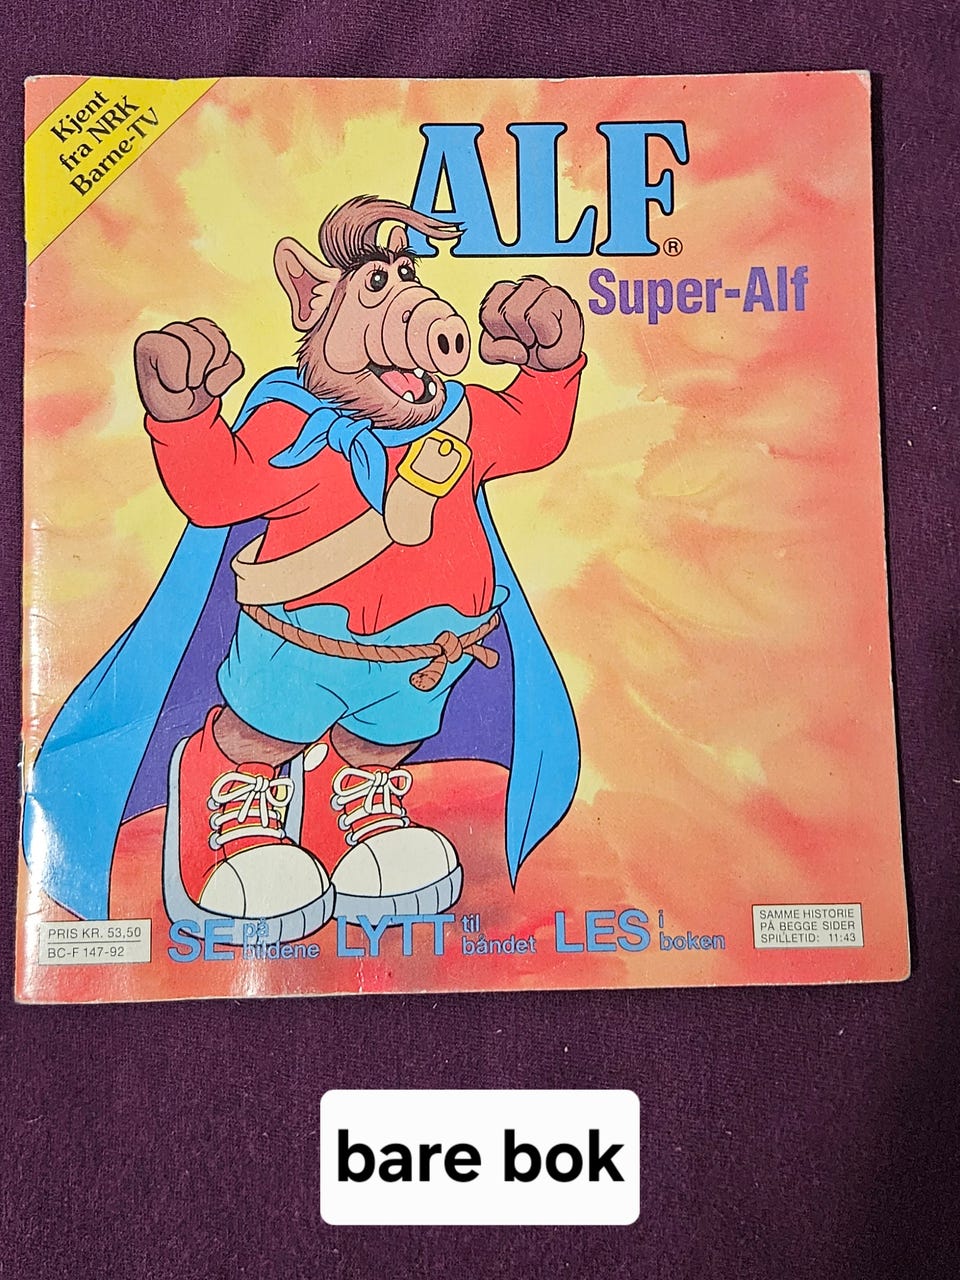 Kjent
fra NRK
Barne-TV
ALF®
Super-Alf
PRIS KR. 53,50
BC-F 147-92
SE på bildene LYTT til båndet LES i boken
SAMME HISTORIE
PÅ BEGGE SIDER
SPILLETID: 11:43
bare bok